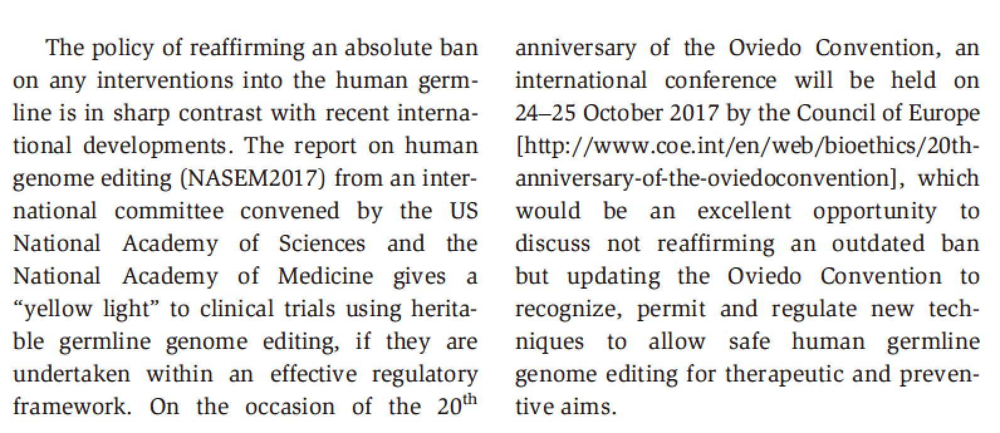 The policy of reaffirming an absolute ban
on any interventions into the human germ-
line is in sharp contrast with recent interna-
tional developments. The report on human
genome editing (NASEM2017) from an inter-
national committee convened by the US
National Academy of Sciences and the
National Academy of Medicine gives a
“yellow light” to clinical trials using herita-
ble germline genome editing, if they are
undertaken within an effective regulatory
framework. On the occasion of the 20th
anniversary of the Oviedo Convention, an
international conference will be held on
24–25 October 2017 by the Council of Europe
[http://www.coe.int/en/web/bioethics/20th-
anniversary-of-the-oviedoconvention], which
would be an excellent opportunity to
discuss not reaffirming an outdated ban
but updating the Oviedo Convention to
recognize, permit and regulate new tech-
niques to allow safe human germline
genome editing for therapeutic and preven-
tive aims.